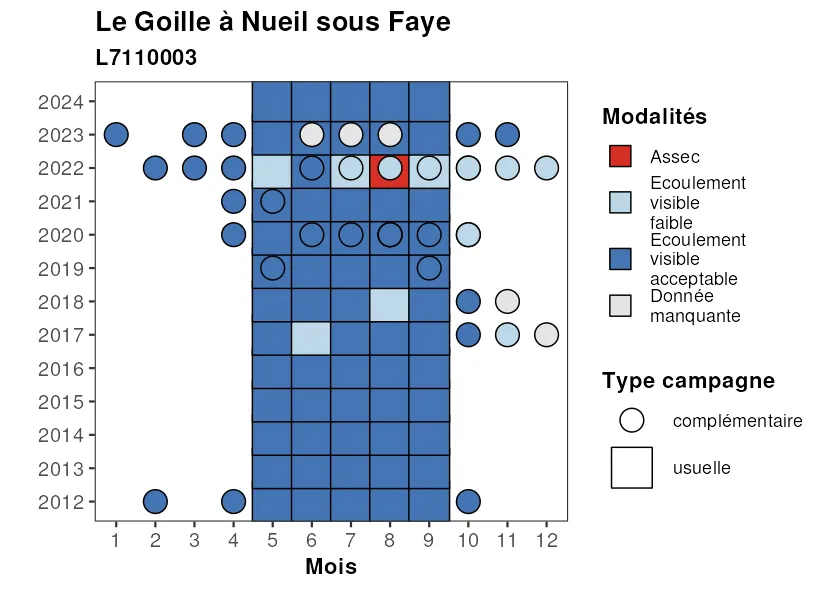 Le Goille à Nueil sous Faye
L7110003
2024
2023
2022
2021
2020
2019
2018
2017
2016
2015
2014
2013
2012
1 2 3 4 5 6 7 8 9 10 11 12
Mois
Modalités
Assec
Ecoulement
visible
faible
Ecoulement
visible
acceptable
Donnée
manquante
Type campagne
complémentaire
usuelle